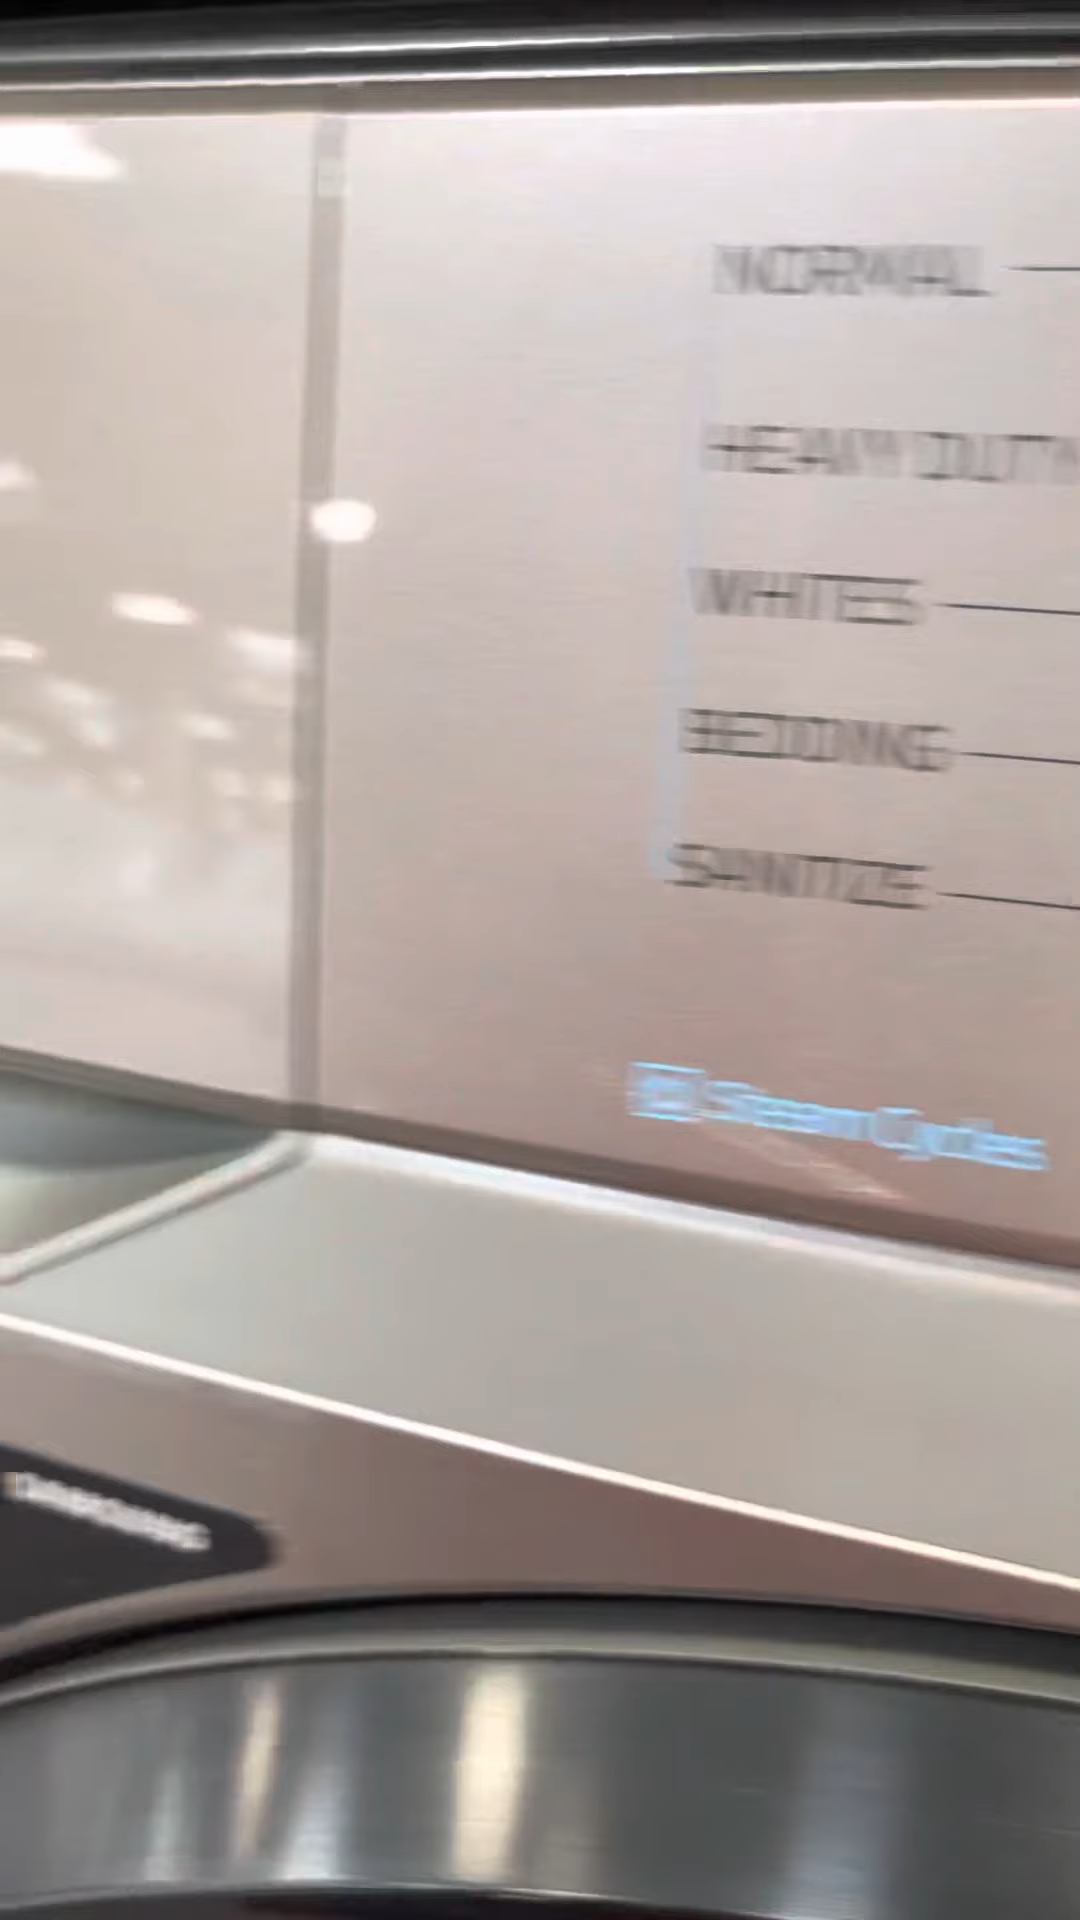 NORMAL
HEAVY DUTY
WHITES
BEDDING
SANITIZE
Steam Cycles